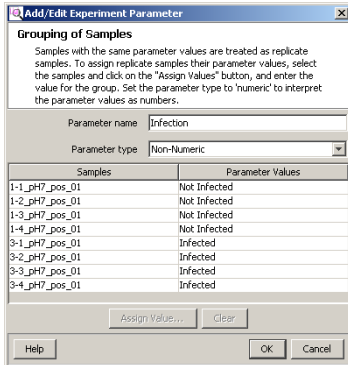 Add/Edit Experiment Parameter
Grouping of Samples
Samples with the same parameter values are treated as replicate
samples. To assign replicate samples their parameter values, select
the samples and click on the "Assign Values" button, and enter the
value for the group. Set the parameter type to 'numeric' to interpret
the parameter values as numbers.
Parameter name Infection
Parameter type Non-Numeric
Samples Parameter Values
1-1_pH7_pos_01 Not Infected
1-2_pH7_pos_01 Not Infected
1-3_pH7_pos_01 Not Infected
1-4_pH7_pos_01 Not Infected
3-1_pH7_pos_01 Infected
3-2_pH7_pos_01 Infected
3-3_pH7_pos_01 Infected
3-4_pH7_pos_01 Infected
Assign Value... Clear
Help OK Cancel